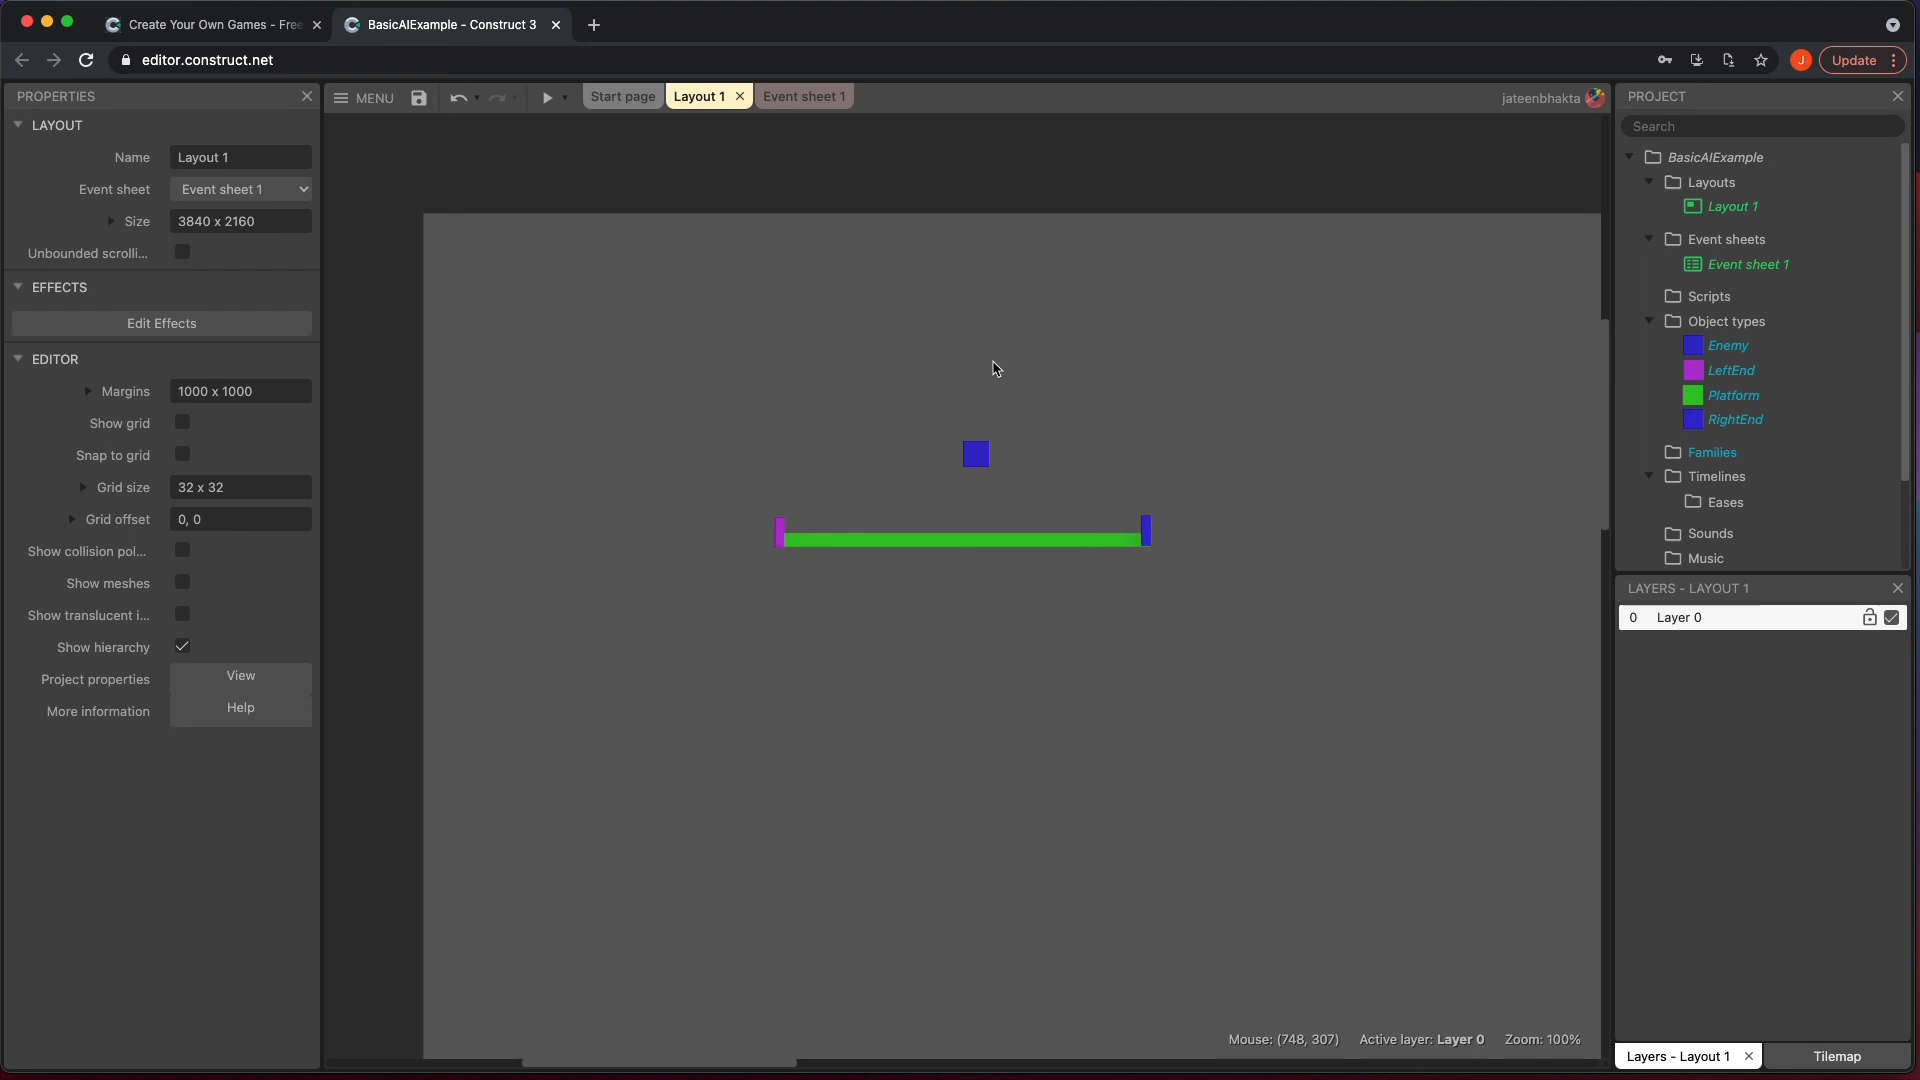 Create Your Own Games - Free
BasicAIExample - Construct 3
editor.construct.net
J
Update
PROPERTIES
LAYOUT
Name
Layout 1
Event sheet
Event sheet 1
Size
3840 x 2160
Unbounded scrolli...
EFFECTS
Edit Effects
EDITOR
Margins
1000 x 1000
Show grid
Snap to grid
Grid size
32 x 32
Grid offset
0, 0
Show collision pol...
Show meshes
Show translucent i...
Show hierarchy
Project properties
View
More information
Help
MENU
Start page
Layout 1
Event sheet 1
jateenbhakta
Mouse: (748, 307)
Active layer: Layer 0
Zoom: 100%
PROJECT
Search
BasicAIExample
Layouts
Layout 1
Event sheets
Event sheet 1
Scripts
Object types
Enemy
LeftEnd
Platform
RightEnd
Families
Timelines
Eases
Sounds
Music
LAYERS - LAYOUT 1
0 Layer 0
Layers - Layout 1
Tilemap